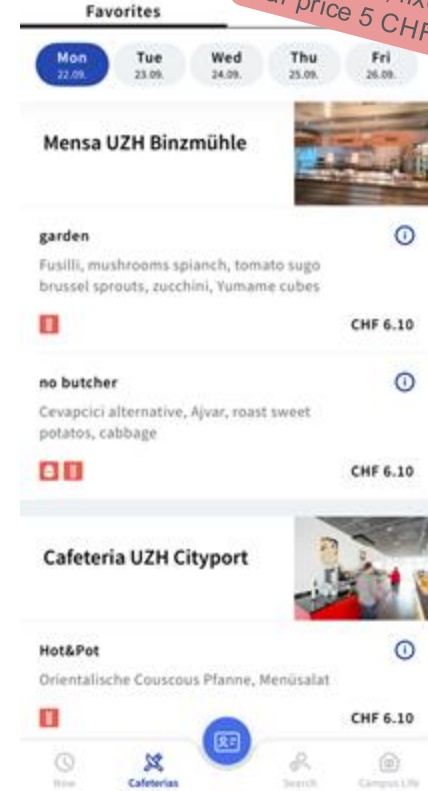 Favorites
price 5 CHF
Mon
22.09.
Tue
23.09.
Wed
24.09.
Thu
25.09.
Fri
26.09.
Mensa UZH Binzmühle
garden
Fusilli, mushrooms spianch, tomato sugo
brussel sprouts, zucchini, Yumame cubes
CHF 6.10
no butcher
Cevapcici alternative, Ajvar, roast sweet
potatos, cabbage
CHF 6.10
Cafeteria UZH Cityport
Hot&Pot
Orientalische Couscous Pfanne, Menüsalat
CHF 6.10
Now
Cafeterias
Search
Campus Life